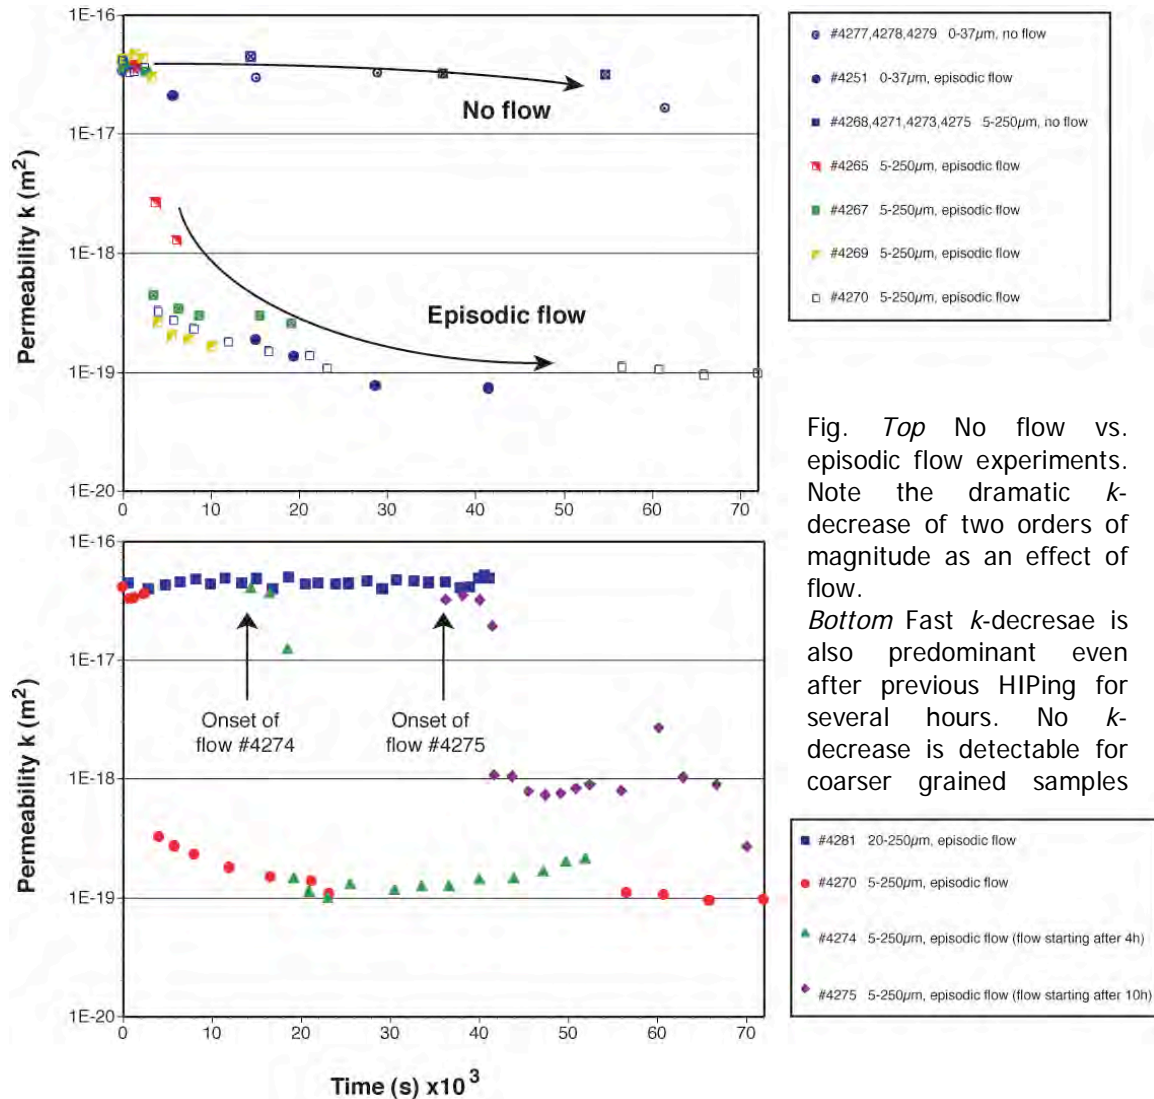 1E-16
1E-17
1E-18
1E-19
1E-20
Permeability k (m²)
No flow
Episodic flow
0 10 20 30 40 50 60 70
#4277,4278,4279 0-37µm, no flow
#4251 0-37µm, episodic flow
#4268,4271,4273,4275 5-250µm, no flow
#4265 5-250µm, episodic flow
#4267 5-250µm, episodic flow
#4269 5-250µm, episodic flow
#4270 5-250µm, episodic flow
Fig. Top No flow vs.
episodic flow experiments.
Note the dramatic k-
decrease of two orders of
magnitude as an effect of
flow.
Bottom Fast k-decresae is
also predominant even
after previous HIPing for
several hours. No k-
decrease is detectable for
coarser grained samples
1E-16
1E-17
1E-18
1E-19
1E-20
Permeability k (m²)
Onset of
flow #4274
Onset of
flow #4275
0 10 20 30 40 50 60 70
Time (s) x10³
#4281 20-250µm, episodic flow
#4270 5-250µm, episodic flow
#4274 5-250µm, episodic flow (flow starting after 4h)
#4275 5-250µm, episodic flow (flow starting after 10h)